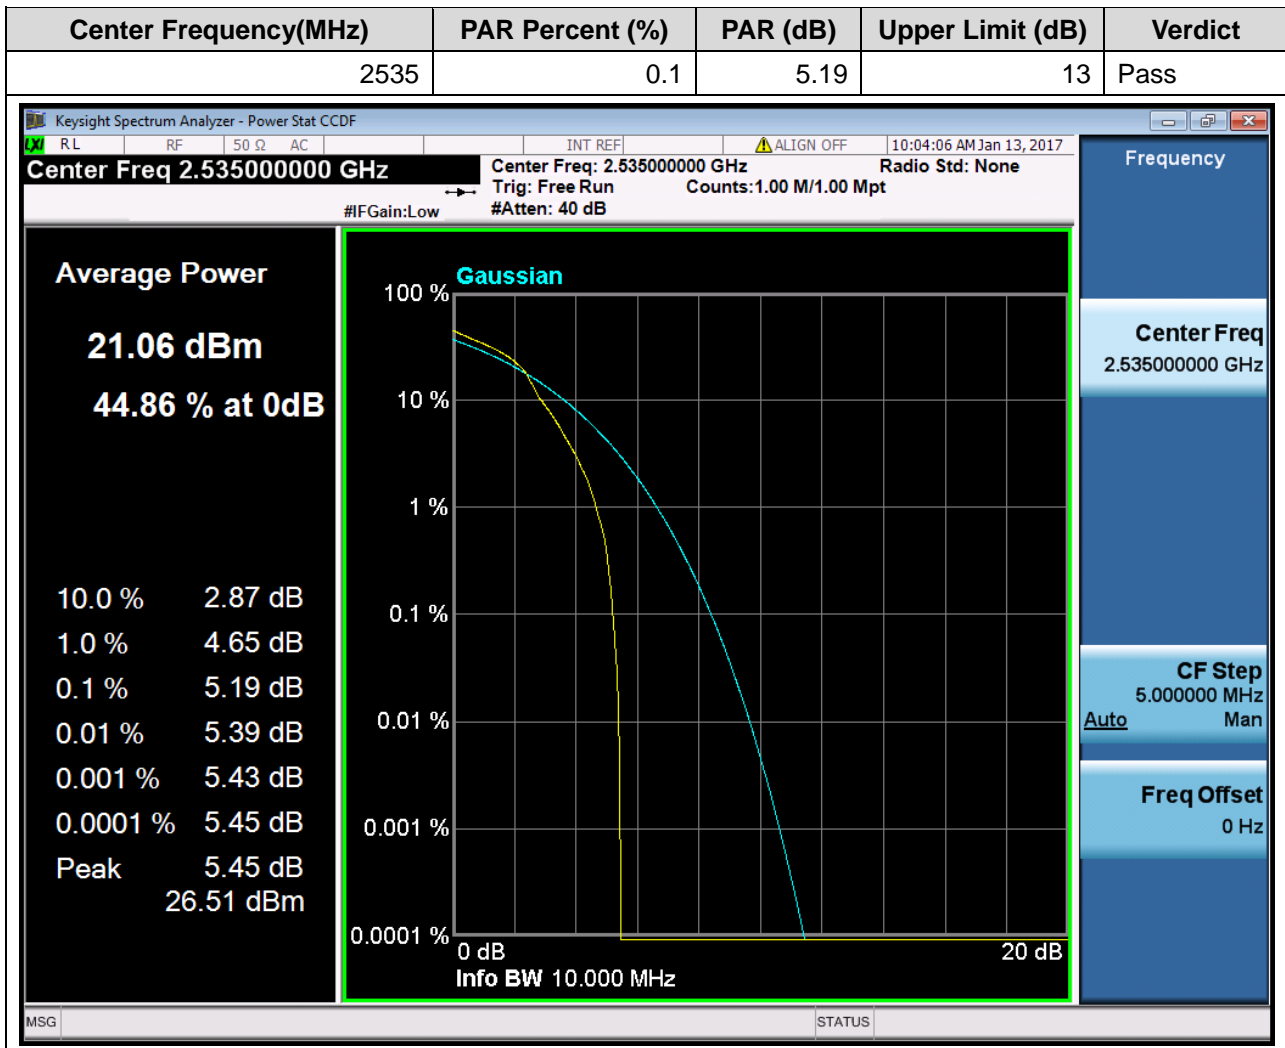 Center Frequency(MHz) PAR Percent (%) PAR (dB) Upper Limit (dB) Verdict
2535 0.1 5.19 13 Pass
Keysight Spectrum Analyzer - Power Stat CCDF
LXI RL RF 50 Ω AC INT REF ALIGN OFF 10:04:06 AM Jan 13, 2017
Center Freq 2.535000000 GHz
Center Freq: 2.535000000 GHz Radio Std: None
Trig: Free Run Counts:1.00 M/1.00 Mpt
#IFGain:Low #Atten: 40 dB
Average Power
21.06 dBm
44.86 % at 0dB
10.0 % 2.87 dB
1.0 % 4.65 dB
0.1 % 5.19 dB
0.01 % 5.39 dB
0.001 % 5.43 dB
0.0001 % 5.45 dB
Peak 5.45 dB
26.51 dBm
Gaussian
100 %
10 %
1 %
0.1 %
0.01 %
0.001 %
0.0001 %
0 dB 20 dB
Info BW 10.000 MHz
Frequency
Center Freq
2.535000000 GHz
CF Step
5.000000 MHz
Auto Man
Freq Offset
0 Hz
MSG STATUS